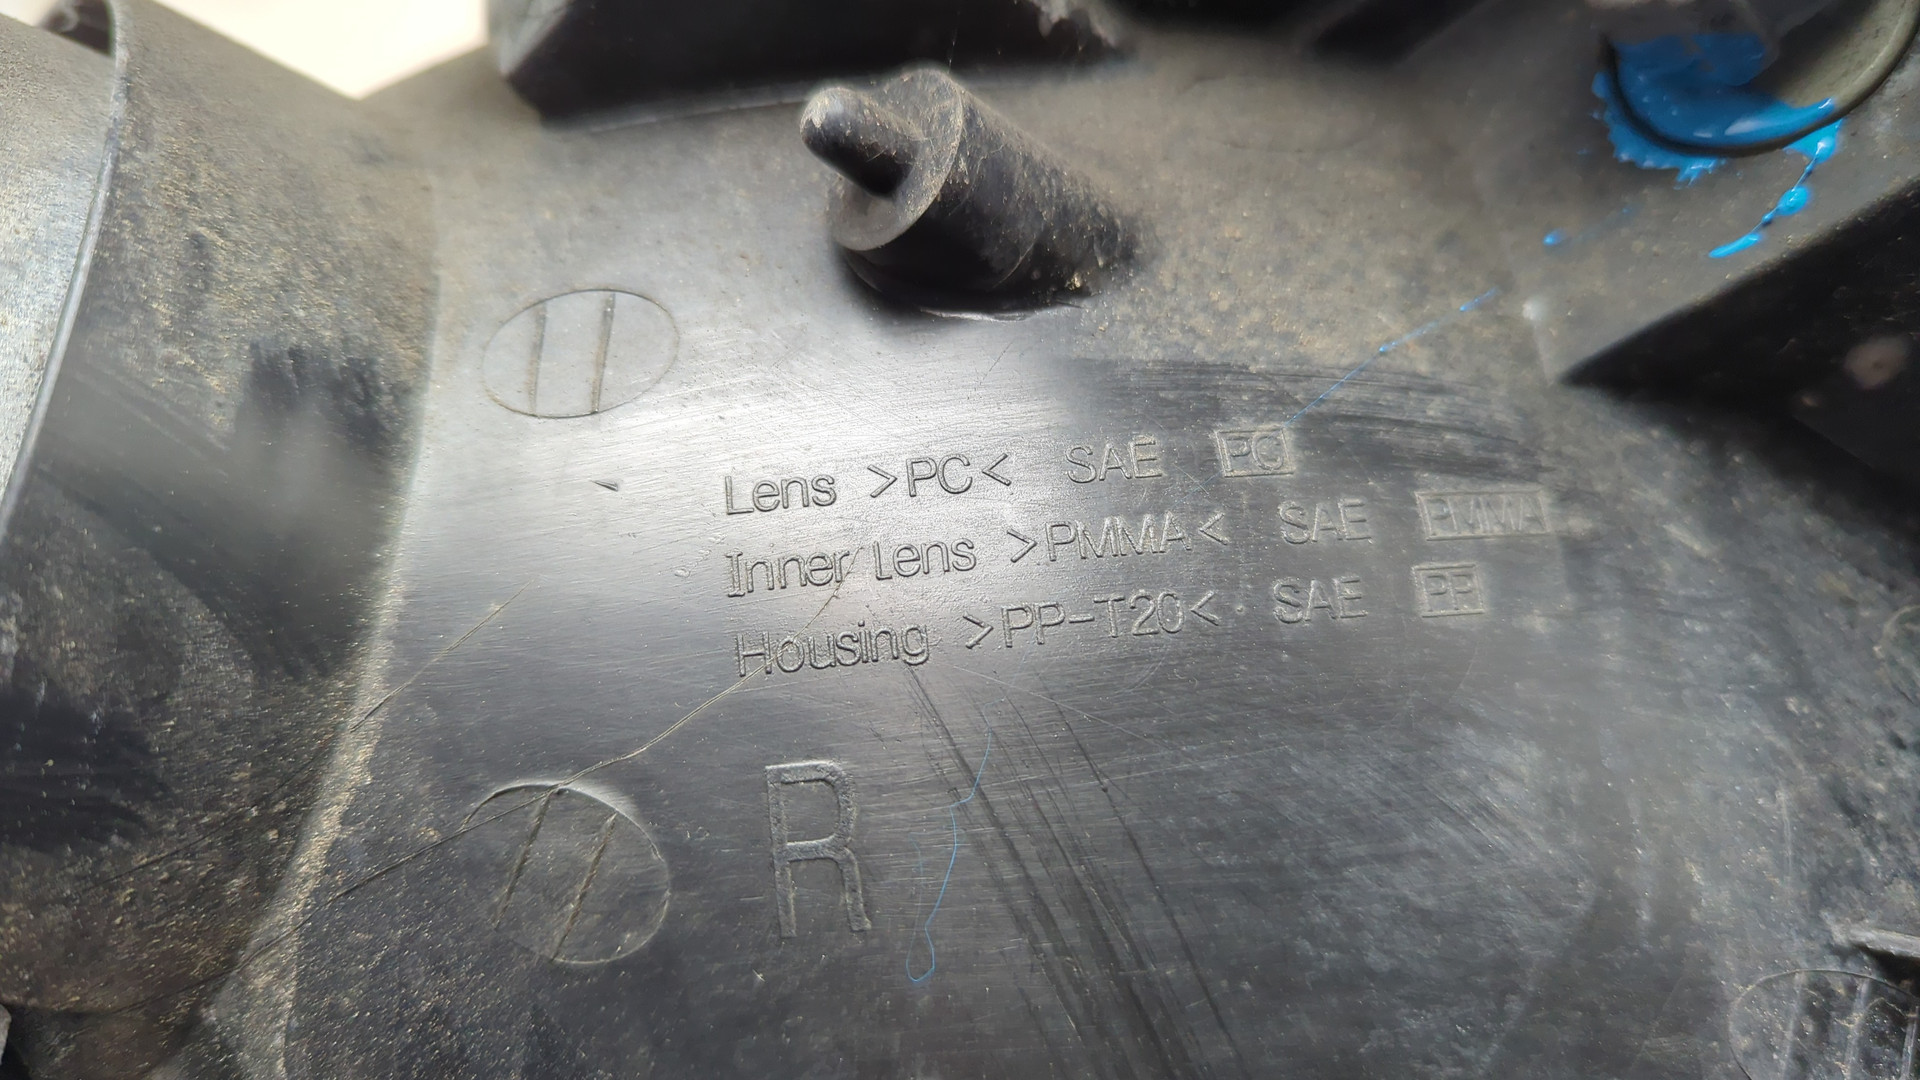 Lens >PC< SAE PC
Inner Lens >PMMA< SAE PMMA
Housing >PP-T20< SAE PP
R